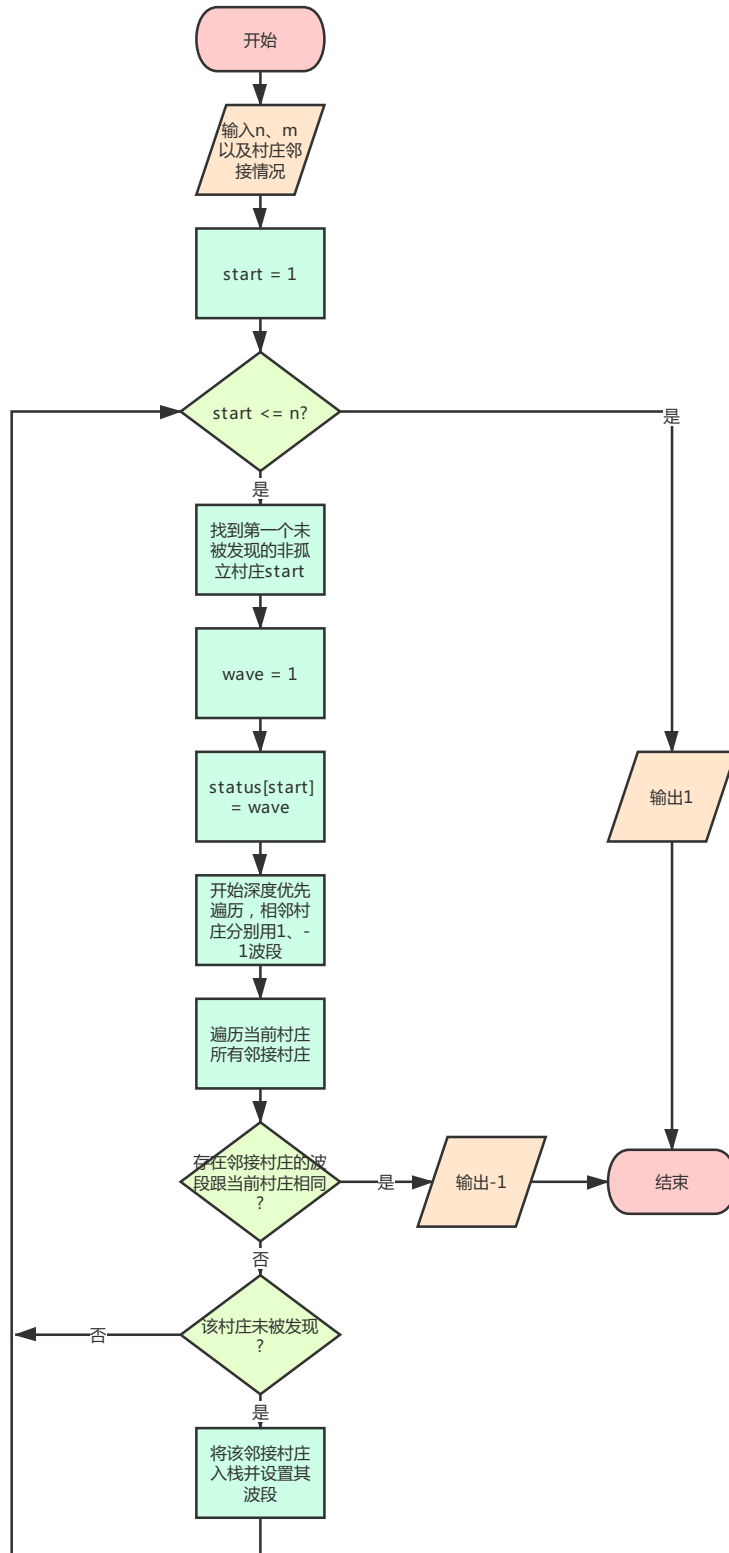 开始
输入n、m
以及村庄邻
接情况
start = 1
start <= n?
是
是
找到第一个未
被发现的非孤
立村庄start
wave = 1
status[start]
= wave
输出1
开始深度优先
遍历，相邻村
庄分别用1、-
1波段
遍历当前村庄
所有邻接村庄
存在邻接村庄的波
段跟当前村庄相同
?
是
输出-1
结束
否
该村庄未被发现
?
否
是
将该邻接村庄
入栈并设置其
波段